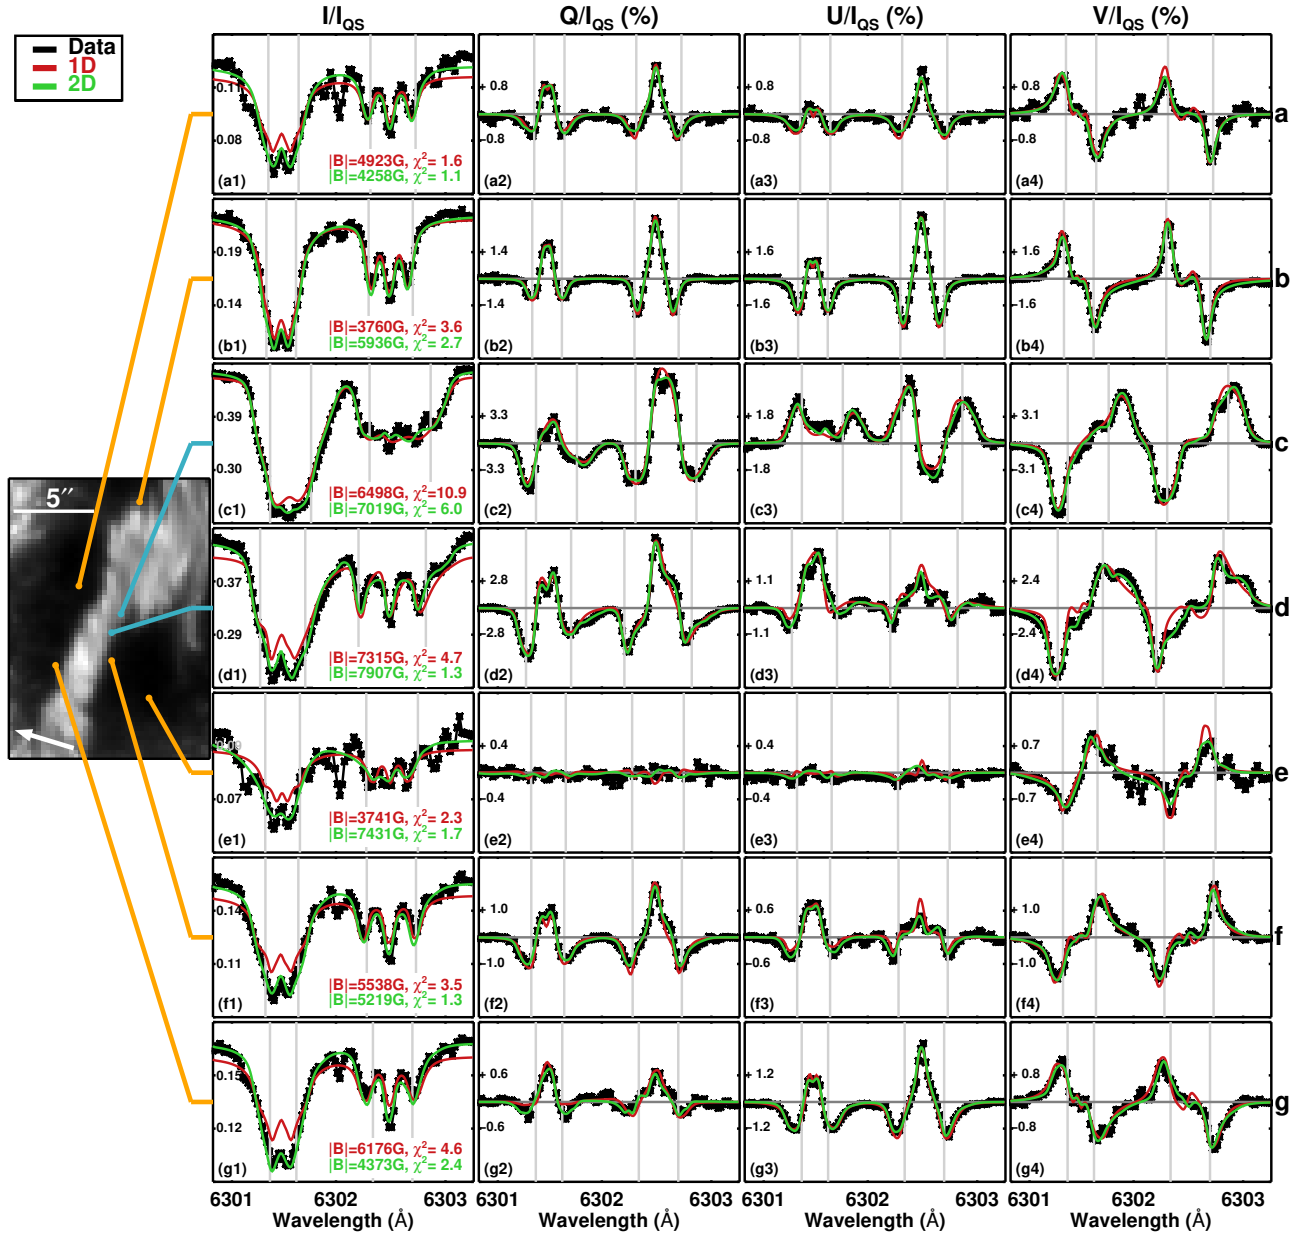 I/I_QS
Q/I_QS (%)
U/I_QS (%)
V/I_QS (%)
Data
1D
2D
0.11
0.08
|B|=4923G, χ²= 1.6
|B|=4258G, χ²= 1.1
(a1)
+ 0.8
- 0.8
(a2)
+ 0.8
- 0.8
(a3)
+ 0.8
- 0.8
(a4)
a
0.19
0.14
|B|=3760G, χ²= 3.6
|B|=5936G, χ²= 2.7
(b1)
+ 1.4
- 1.4
(b2)
+ 1.6
- 1.6
(b3)
+ 1.6
- 1.6
(b4)
b
0.39
0.30
|B|=6498G, χ²=10.9
|B|=7019G, χ²= 6.0
(c1)
+ 3.3
- 3.3
(c2)
+ 1.8
- 1.8
(c3)
+ 3.1
- 3.1
(c4)
c
5″
0.37
0.29
|B|=7315G, χ²= 4.7
|B|=7907G, χ²= 1.3
(d1)
+ 2.8
- 2.8
(d2)
+ 1.1
- 1.1
(d3)
+ 2.4
- 2.4
(d4)
d
0.07
|B|=3741G, χ²= 2.3
|B|=7431G, χ²= 1.7
(e1)
+ 0.4
- 0.4
(e2)
+ 0.4
- 0.4
(e3)
+ 0.7
- 0.7
(e4)
e
0.14
0.11
|B|=5538G, χ²= 3.5
|B|=5219G, χ²= 1.3
(f1)
+ 1.0
- 1.0
(f2)
+ 0.6
- 0.6
(f3)
+ 1.0
- 1.0
(f4)
f
0.15
0.12
|B|=6176G, χ²= 4.6
|B|=4373G, χ²= 2.4
(g1)
+ 0.6
- 0.6
(g2)
+ 1.2
- 1.2
(g3)
+ 0.8
- 0.8
(g4)
g
6301 6302 6303
6301 6302 6303
6301 6302 6303
6301 6302 6303
Wavelength (Å)
Wavelength (Å)
Wavelength (Å)
Wavelength (Å)